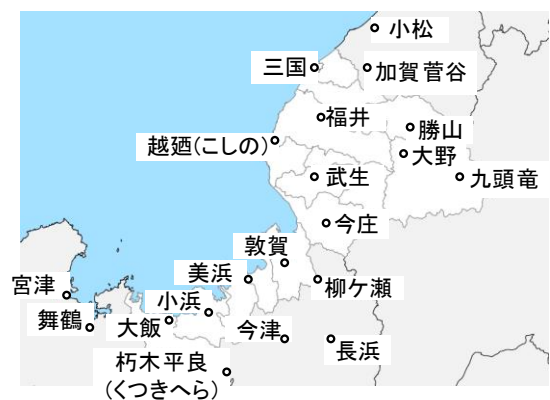 小松
三国
加賀菅谷
福井
勝山
越廼(こしの)
大野
武生
九頭竜
今庄
敦賀
美浜
柳ケ瀬
宮津
小浜
舞鶴
大飯
今津
長浜
朽木平良
(くつきへら)